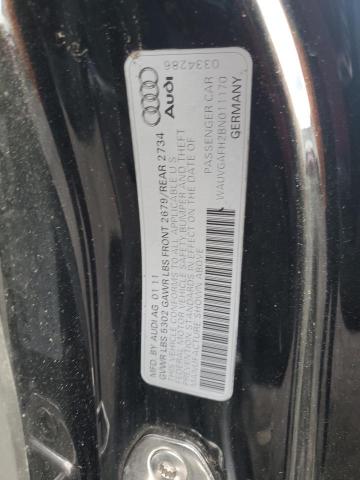 0334286
Audi
MFD BY AUDI AG 01 11
GVWR LBS 5302 GAWR LBS FRONT 2679/REAR 2734
THIS VEHICLE CONFORMS TO ALL APPLICABLE U S
FEDERAL MOTOR VEHICLE SAFETY, BUMPER AND THEFT
PREVENTION STANDARDS IN EFFECT ON THE DATE OF
MANUFACTURE SHOWN ABOVE
PASSENGER CAR
WAUVGAFH2BN011170
GERMANY